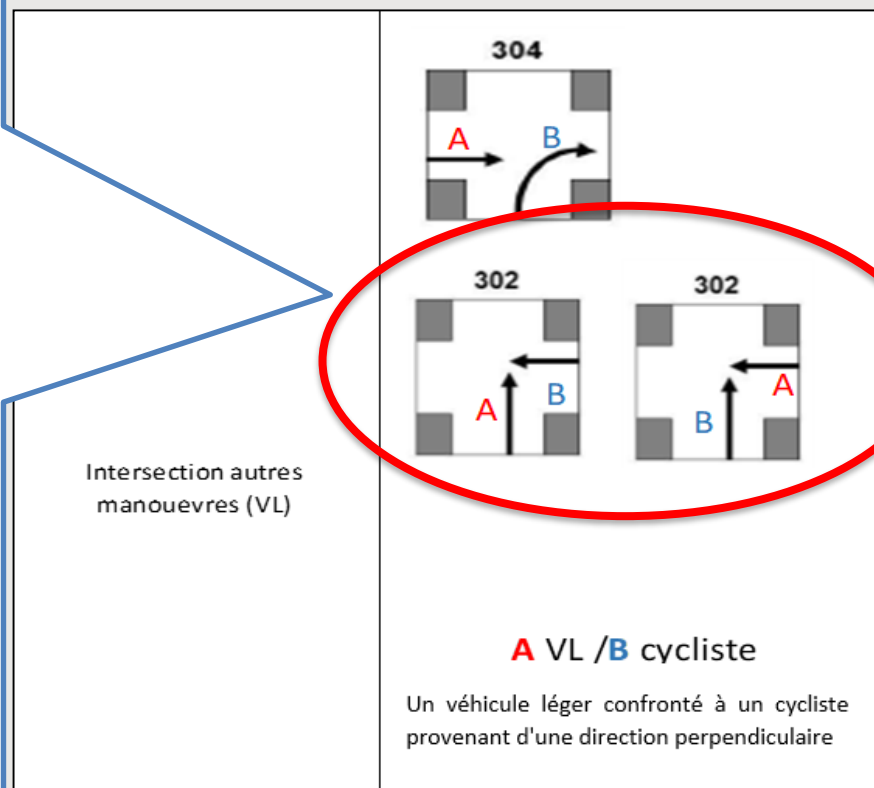 304
A
B
302
302
A
B
B
A
Intersection autres
manouevres (VL)
A VL /B cycliste
Un véhicule léger confronté à un cycliste
provenant d'une direction perpendiculaire